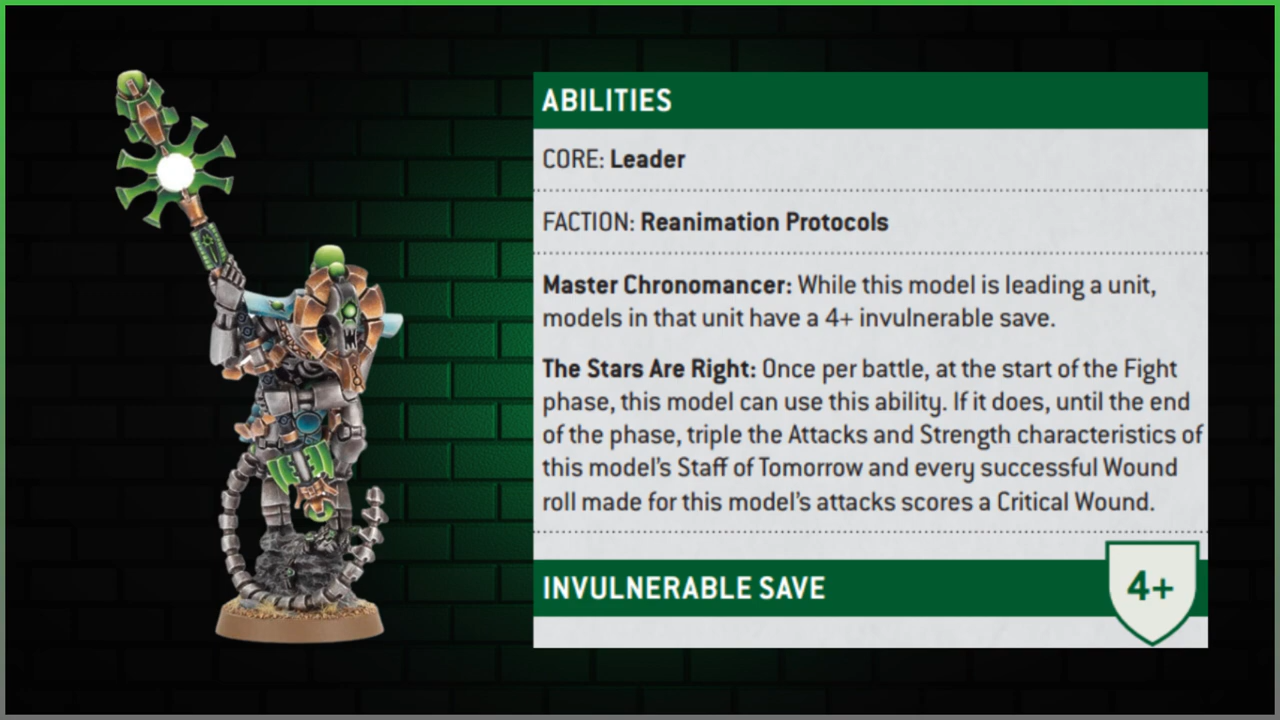 ABILITIES
CORE: Leader
FACTION: Reanimation Protocols
Master Chronomancer: While this model is leading a unit,
models in that unit have a 4+ invulnerable save.
The Stars Are Right: Once per battle, at the start of the Fight
phase, this model can use this ability. If it does, until the end
of the phase, triple the Attacks and Strength characteristics of
this model's Staff of Tomorrow and every successful Wound
roll made for this model's attacks scores a Critical Wound.
INVULNERABLE SAVE
4+